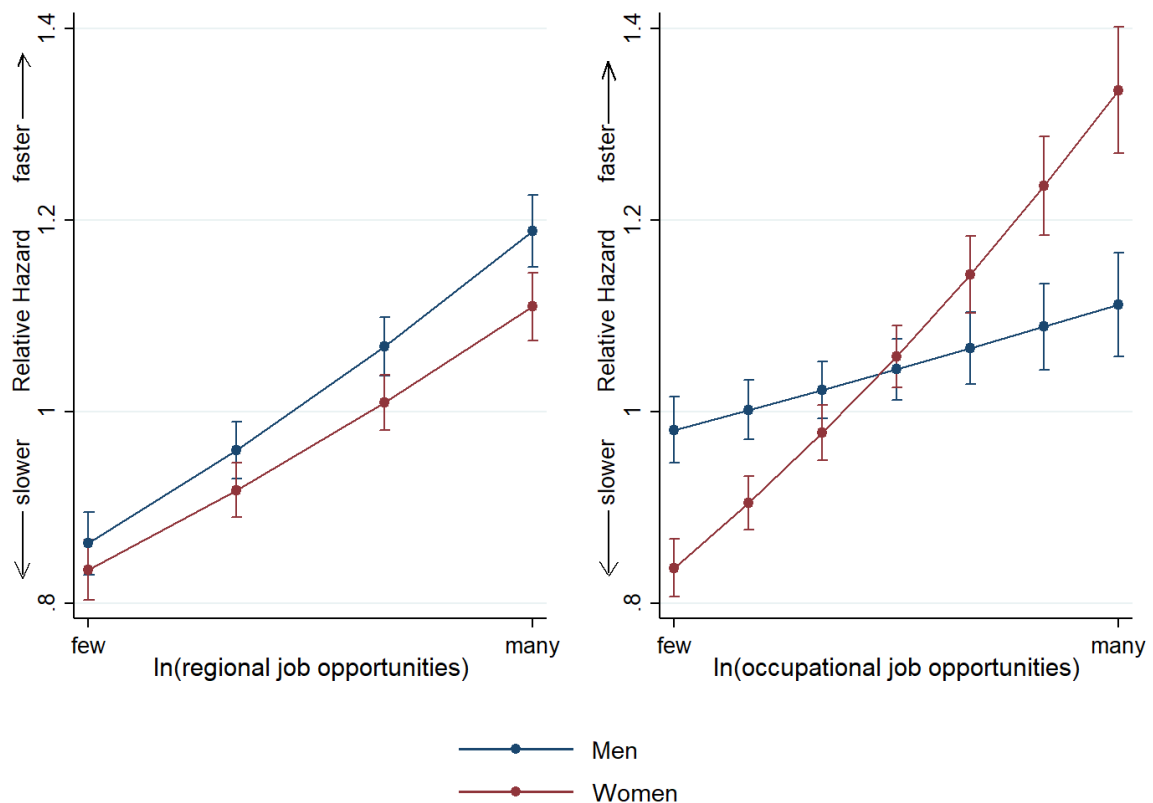 1.4
1.2
1
.8
slower Relative Hazard faster
few
many
ln(regional job opportunities)
1.4
1.2
1
.8
slower Relative Hazard faster
few
many
ln(occupational job opportunities)
Men
Women